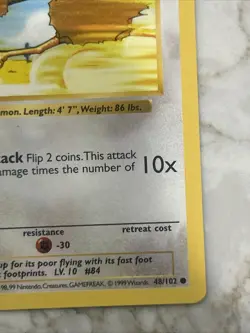 mon. Length: 4' 7", Weight: 86 lbs.
ack Flip 2 coins. This attack
amage times the number of
10x
resistance retreat cost
-30
up for its poor flying with its fast foot
t footprints. LV. 10 #84
98, 99 Nintendo, Creatures, GAMEFREAK. © 1999 Wizards. 48/102